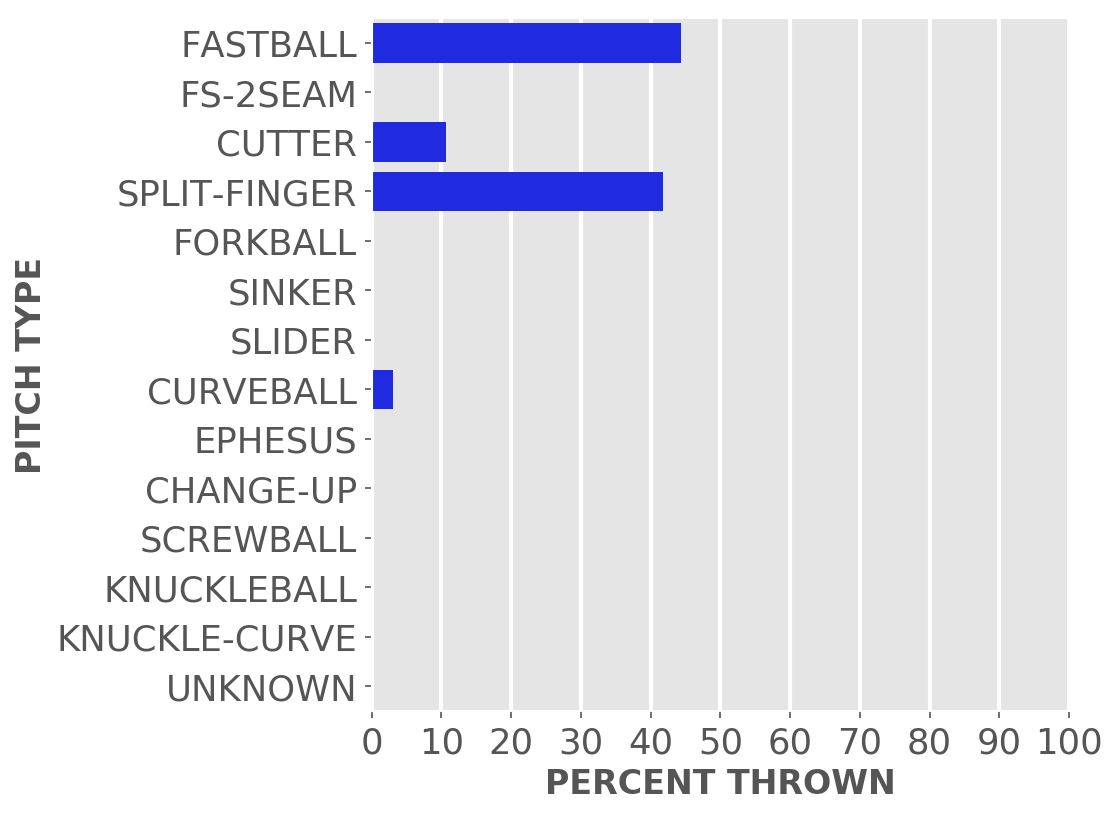 FASTBALL
FS-2SEAM
CUTTER
SPLIT-FINGER
FORKBALL
SINKER
SLIDER
CURVEBALL
EPHESUS
CHANGE-UP
SCREWBALL
KNUCKLEBALL
KNUCKLE-CURVE
UNKNOWN
PITCH TYPE
0 10 20 30 40 50 60 70 80 90 100
PERCENT THROWN